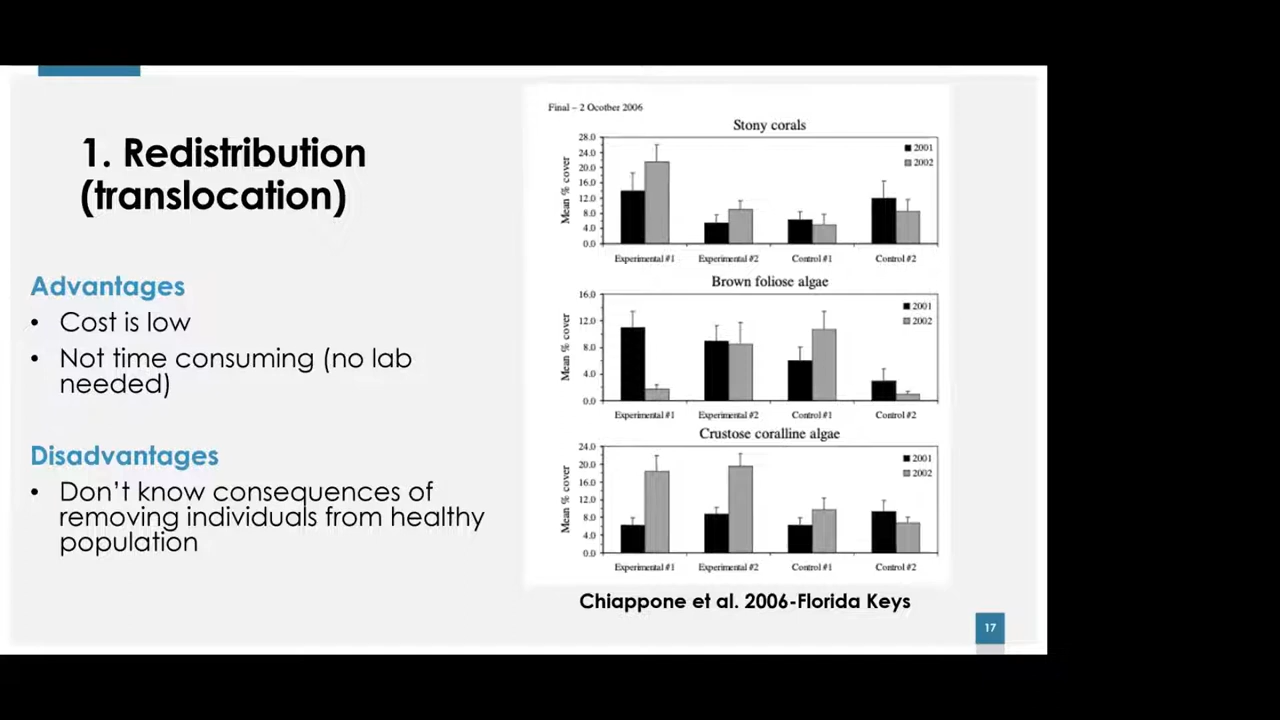 1. Redistribution
(translocation)
Advantages
• Cost is low
• Not time consuming (no lab
needed)
Disadvantages
• Don't know consequences of
removing individuals from healthy
population
Final – 2 Ocotber 2006
Stony corals
Mean % cover
28.0
24.0
20.0
16.0
12.0
8.0
4.0
0.0
2001
2002
Experimental #1 Experimental #2 Control #1 Control #2
Brown foliose algae
Mean % cover
16.0
12.0
8.0
4.0
0.0
2001
2002
Experimental #1 Experimental #2 Control #1 Control #2
Crustose coralline algae
Mean % cover
24.0
20.0
16.0
12.0
8.0
4.0
0.0
2001
2002
Experimental #1 Experimental #2 Control #1 Control #2
Chiappone et al. 2006-Florida Keys
17